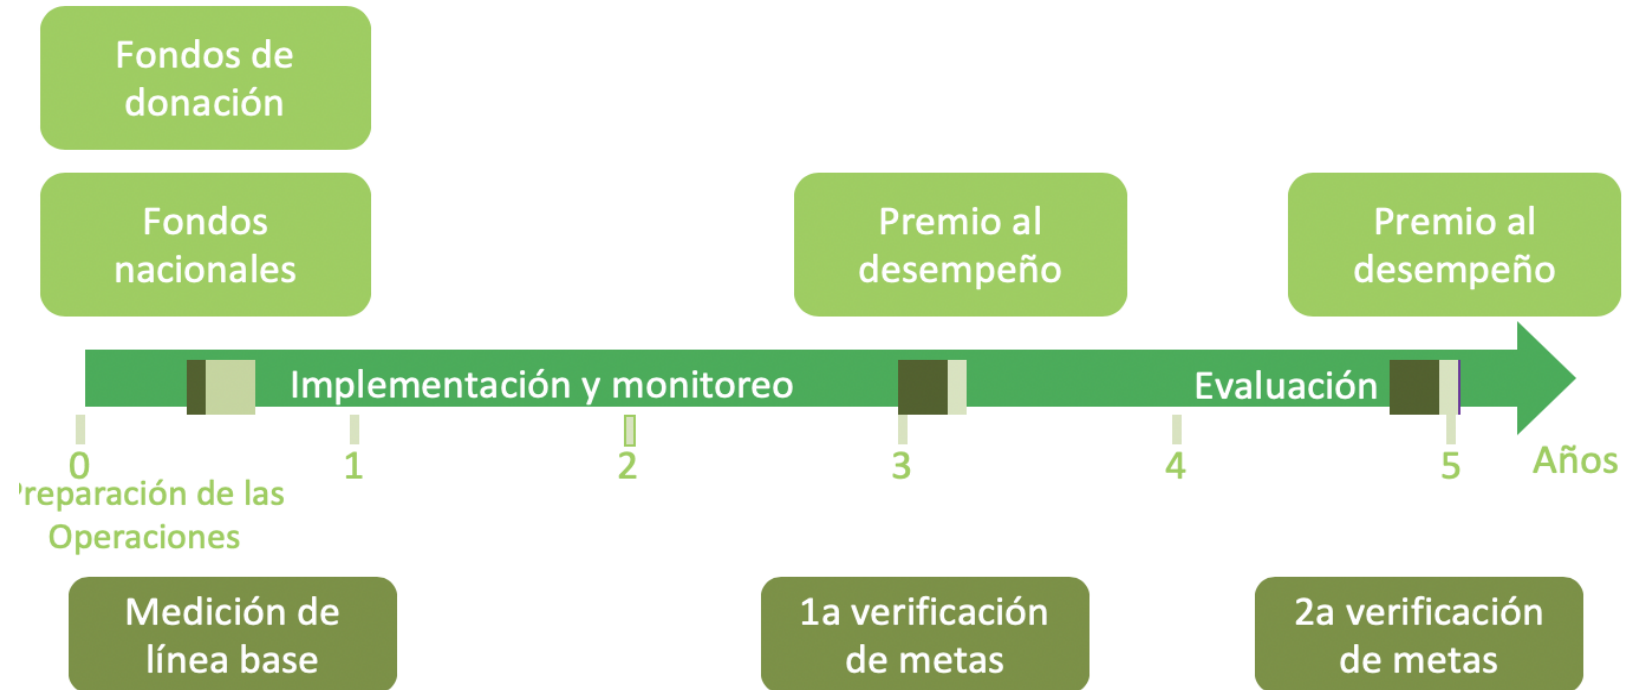 Fondos de
donación
Fondos
nacionales
Premio al
desempeño
Premio al
desempeño
Implementación y monitoreo
Evaluación
0
1
2
3
4
5
Años
reparación de las
Operaciones
Medición de
línea base
1a verificación
de metas
2a verificación
de metas